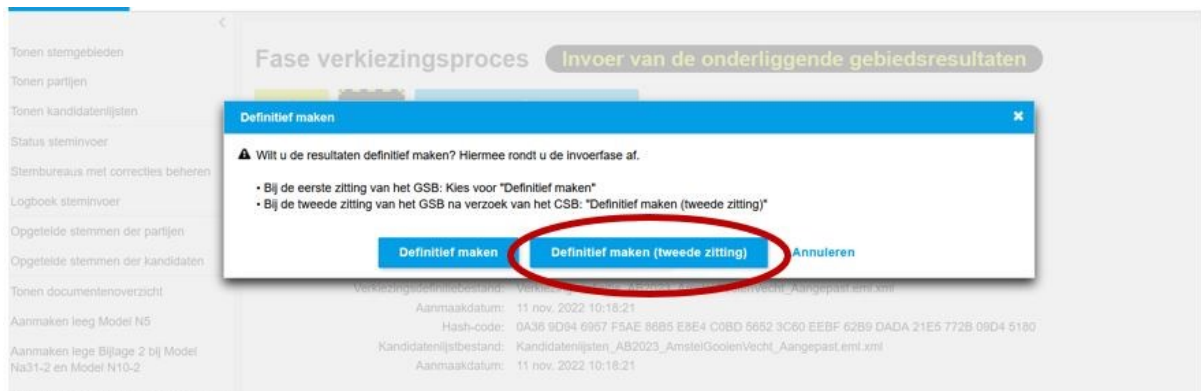 Tonen stemgebieden
Tonen partijen
Tonen kandidatenlijsten
Status steminvoer
Stembureaus met correcties beheren
Logboek steminvoer
Opgetelde stemmen der partijen
Opgetelde stemmen der kandidaten
Tonen documentenoverzicht
Aanmaken leeg Model N5
Aanmaken lege Bijlage 2 bij Model
Na31-2 en Model N10-2
Fase verkiezingsproces Invoer van de onderliggende gebiedsresultaten
Definitief maken
Wilt u de resultaten definitief maken? Hiermee rondt u de invoerfase af.
• Bij de eerste zitting van het GSB: Kies voor "Definitief maken"
• Bij de tweede zitting van het GSB na verzoek van het CSB: "Definitief maken (tweede zitting)"
Definitief maken Definitief maken (tweede zitting) Annuleren
Verkiezingsdefinitiebestand: Verkiezingsdefinitie_AB2023_AmstelGooienVecht_Aangepast.eml.xml
Aanmaakdatum: 11 nov. 2022 10:18:21
Hash-code: 0A36 9D94 6957 F5AE 86B5 E8E4 C0BD 5652 3C60 EEBF 62B9 DADA 21E5 772B 09D4 5180
Kandidatenlijstbestand: Kandidatenlijsten_AB2023_AmstelGooienVecht_Aangepast.eml.xml
Aanmaakdatum: 11 nov. 2022 10:18:21